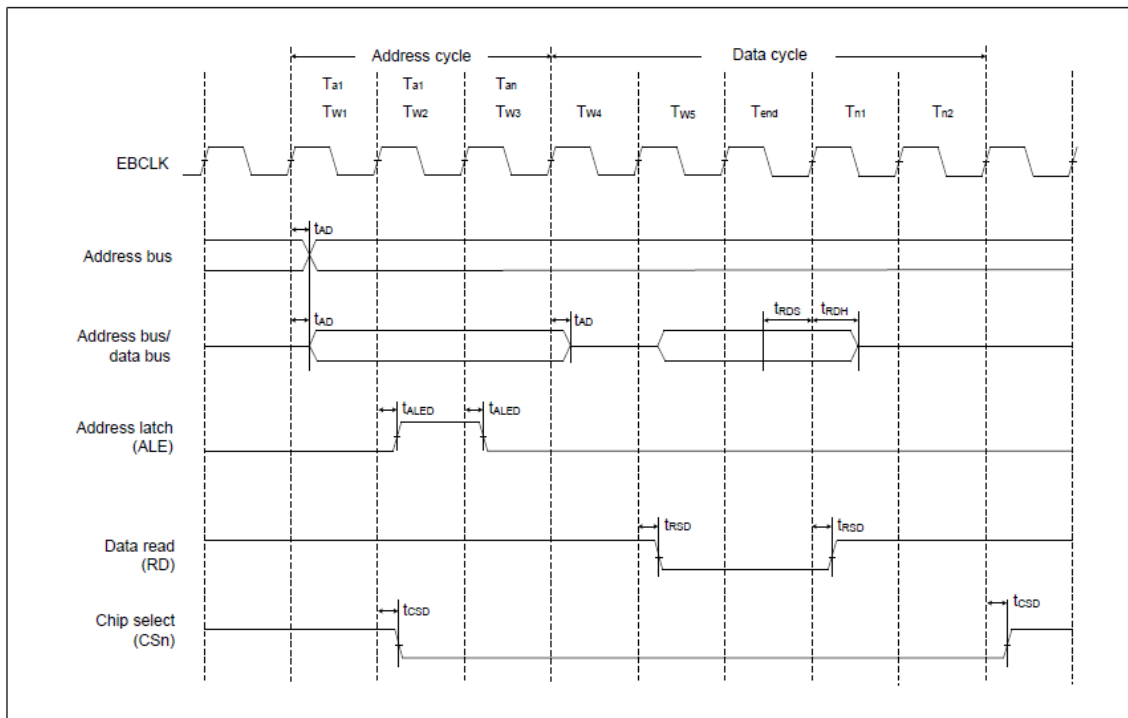 Address cycle Data cycle
Ta1 Ta1 Tan
TW1 TW2 TW3 TW4 TW5 Tend Tn1 Tn2
EBCLK
tAD
Address bus
tAD tAD tRDS tRDH
Address bus/
data bus
tALED tALED
Address latch
(ALE)
tRSD tRSD
Data read
(RD)
tCSD tCSD
Chip select
(CSn)